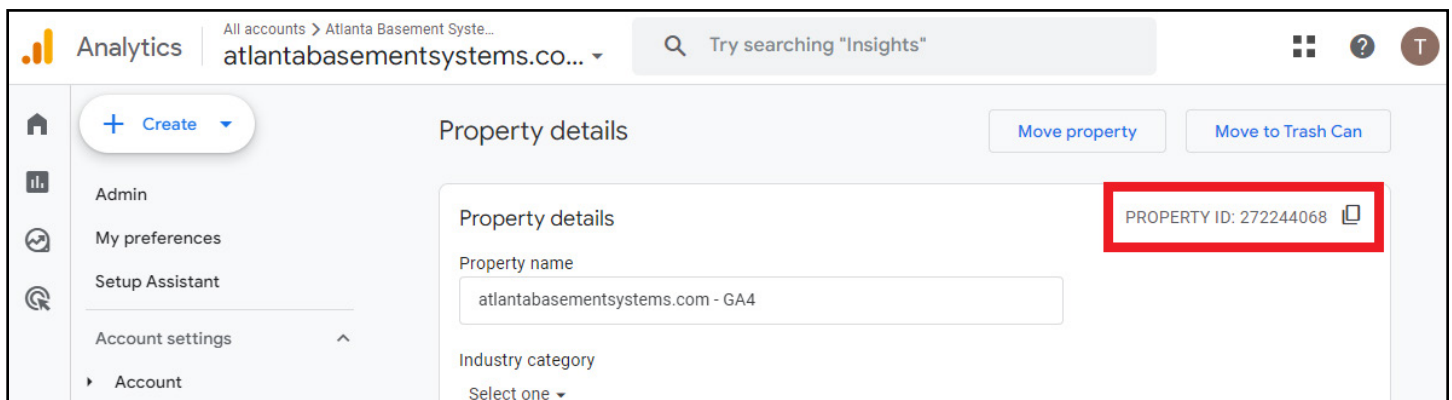 Analytics
All accounts > Atlanta Basement Syste...
atlantabasementsystems.co...
Try searching "Insights"
T
Create
Property details
Move property
Move to Trash Can
Admin
My preferences
Setup Assistant
Account settings
Account
Property details
PROPERTY ID: 272244068
Property name
atlantabasementsystems.com - GA4
Industry category
Select one